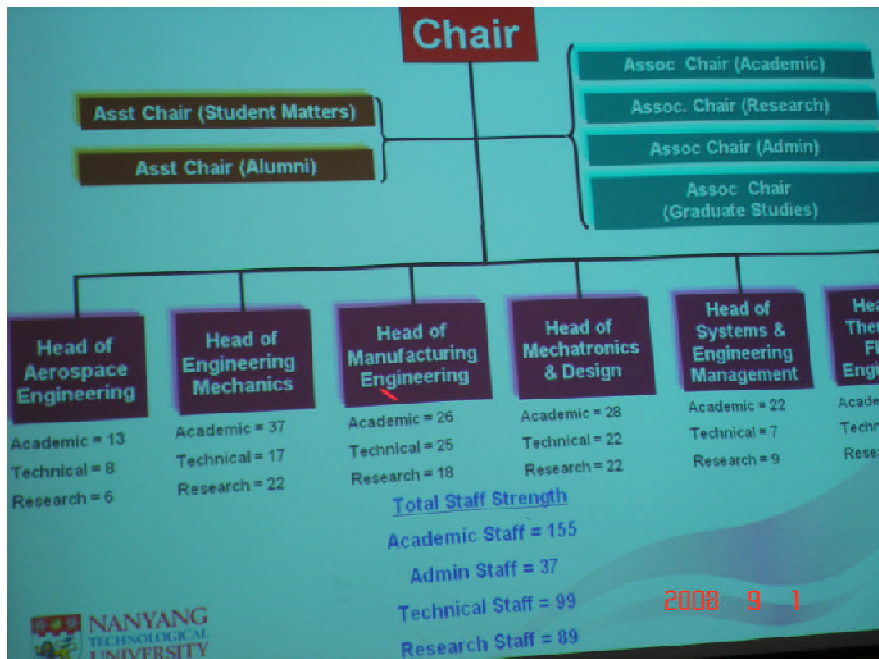 Chair
Assoc Chair (Academic)
Assoc. Chair (Research)
Assoc Chair (Admin)
Assoc Chair
(Graduate Studies)
Asst Chair (Student Matters)
Asst Chair (Alumni)
Head of
Aerospace
Engineering
Academic = 13
Technical = 8
Research = 6
Head of
Engineering
Mechanics
Academic = 37
Technical = 17
Research = 22
Head of
Manufacturing
Engineering
Academic = 26
Technical = 25
Research = 18
Head of
Mechatronics
& Design
Academic = 28
Technical = 22
Research = 22
Head of
Systems &
Engineering
Management
Academic = 22
Technical = 7
Research = 9
Total Staff Strength
Academic Staff = 155
Admin Staff = 37
Technical Staff = 99
Research Staff = 89
NANYANG
TECHNOLOGICAL
UNIVERSITY
2008 9 1